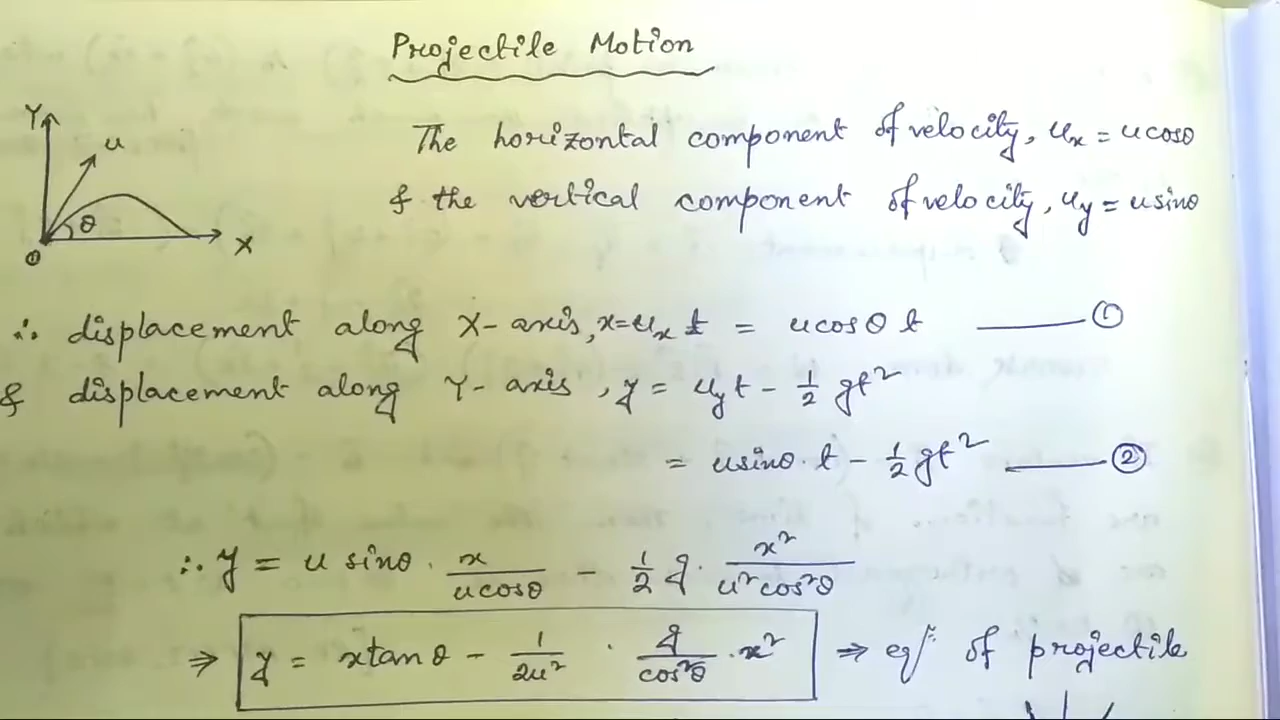 Projectile Motion
Y
u
θ
X
O
The horizontal component of velocity, uₓ = u cosθ
& the vertical component of velocity, u_y = u sinθ
∴ displacement along X-axis, x = uₓ t = u cosθ t ——— ①
& displacement along Y-axis, y = u_y t - 1/2 gt²
= u sinθ · t - 1/2 gt² ——— ②
∴ y = u sinθ · x/(u cosθ) - 1/2 g · x²/(u² cos²θ)
⇒ y = x tanθ - 1/(2u²) · g/(cos²θ) · x² ⇒ eqⁿ of projectile